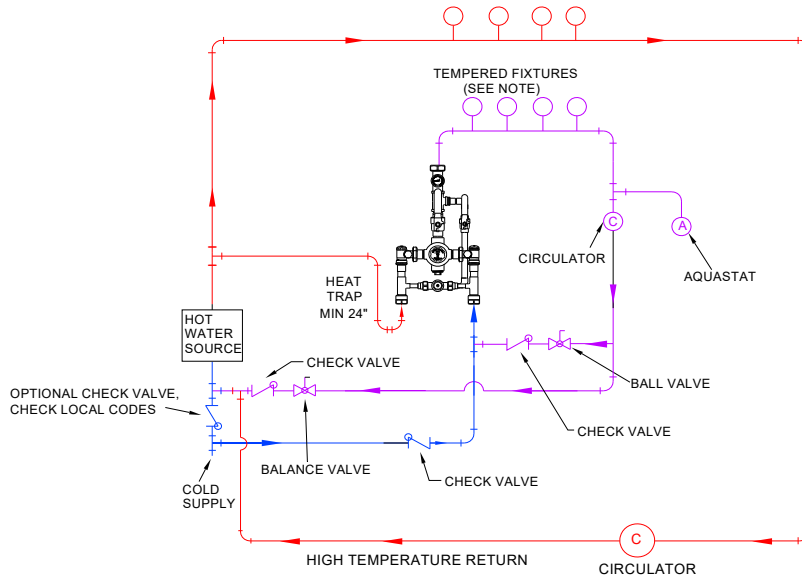 TEMPERED FIXTURES
(SEE NOTE)
C
CIRCULATOR
A
AQUASTAT
HEAT
TRAP
MIN 24"
HOT
WATER
SOURCE
CHECK VALVE
BALL VALVE
OPTIONAL CHECK VALVE,
CHECK LOCAL CODES
CHECK VALVE
BALANCE VALVE
CHECK VALVE
COLD
SUPPLY
C
HIGH TEMPERATURE RETURN
CIRCULATOR